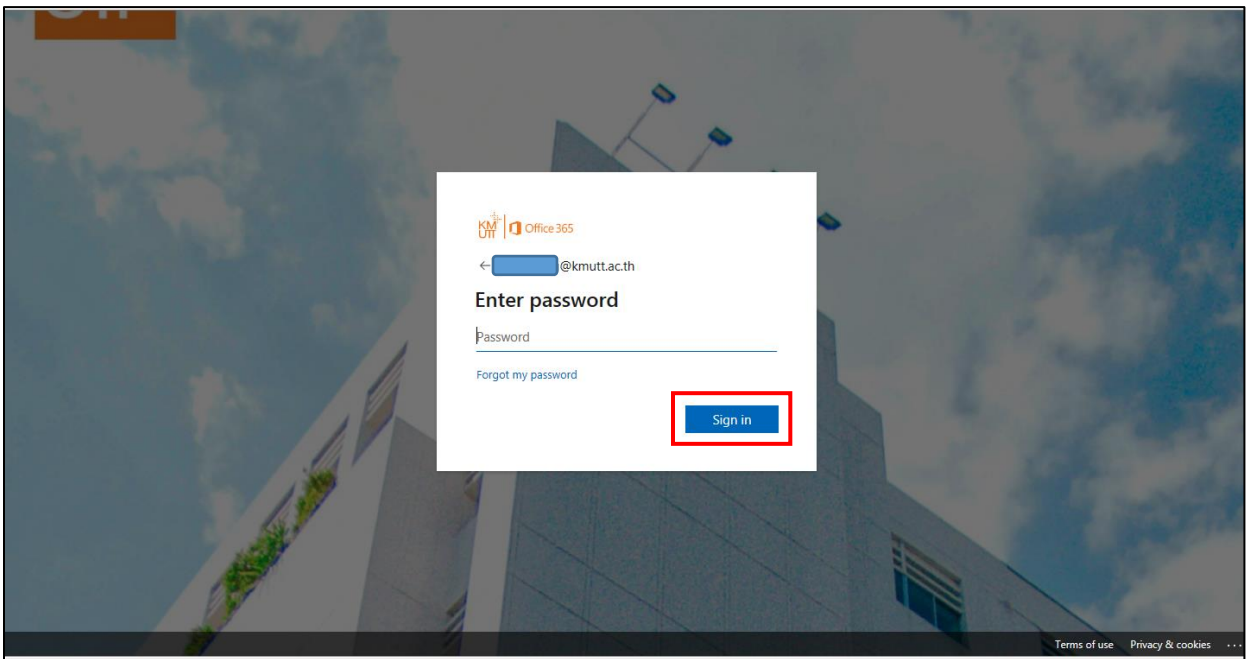 KM
UTT
Office 365
@kmutt.ac.th
Enter password
Password
Forgot my password
Sign in
Terms of use Privacy & cookies ...